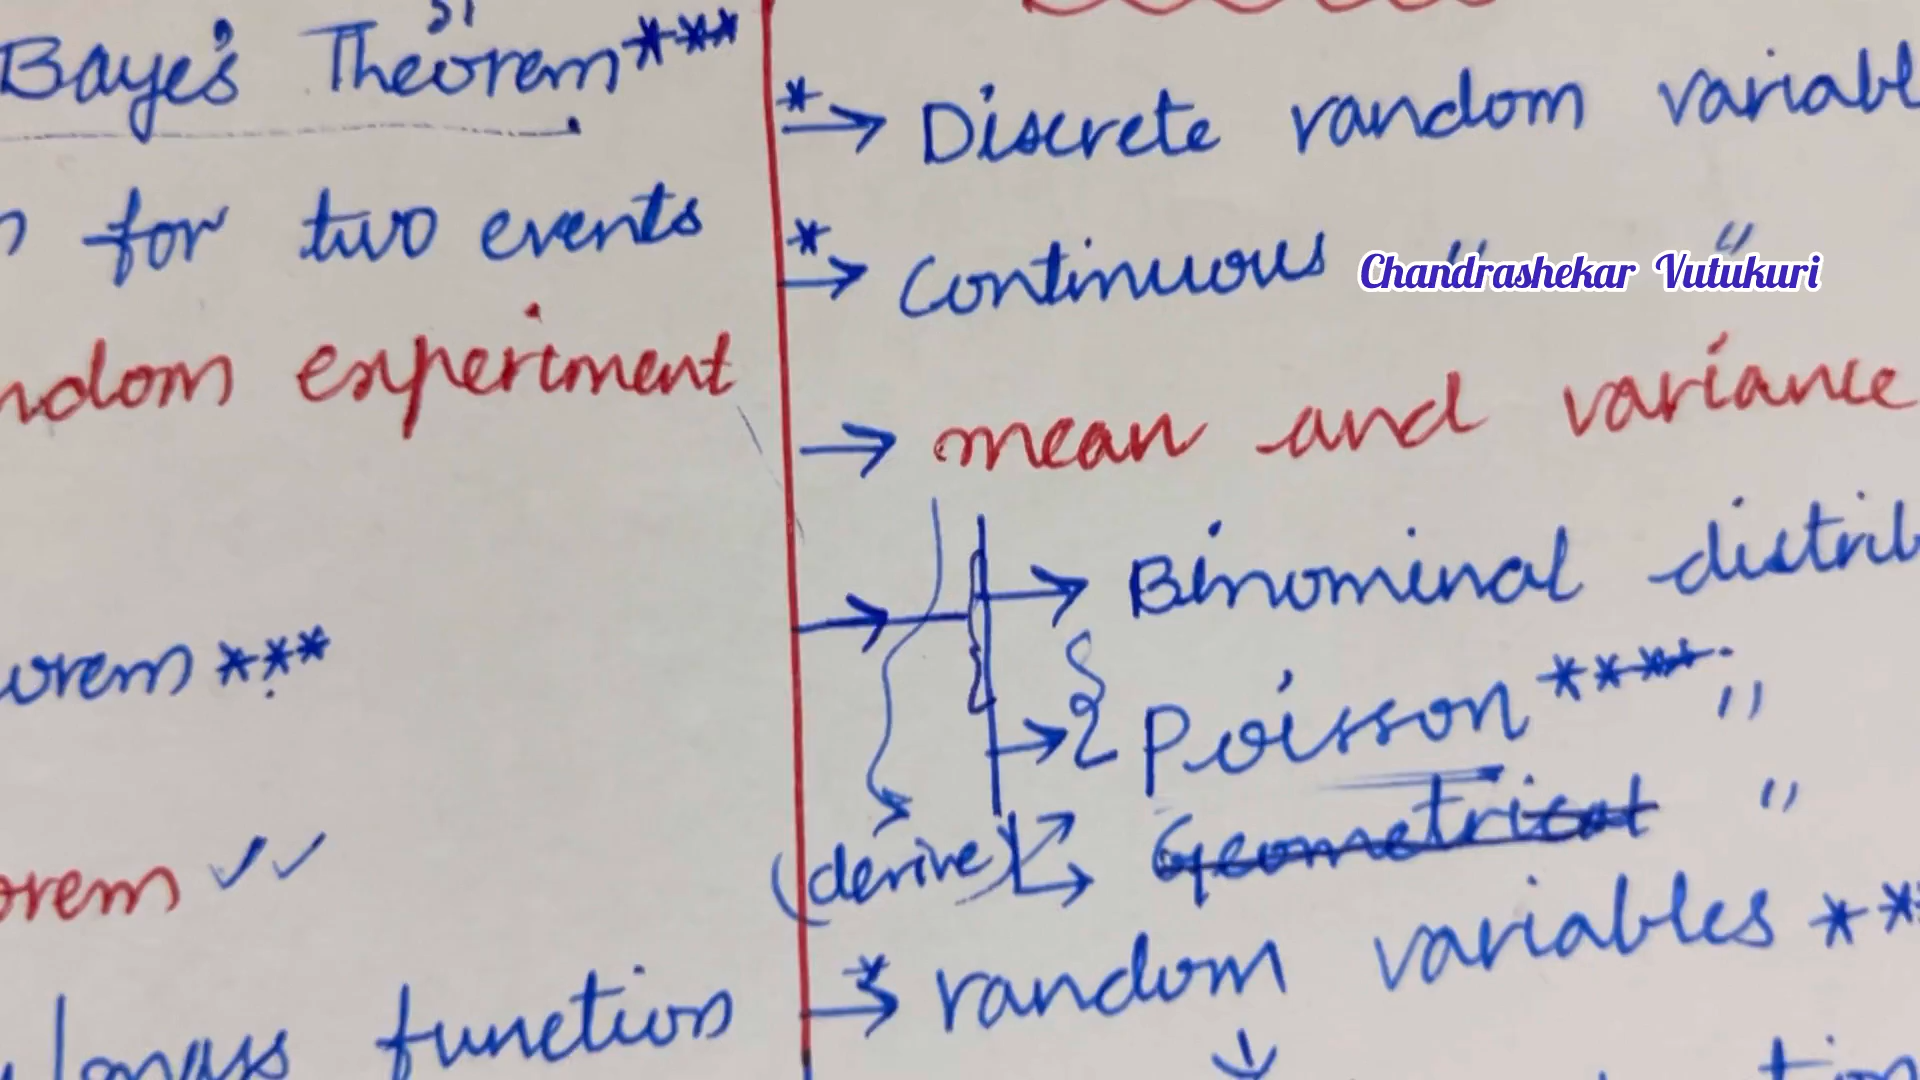 Baye's Theorem***
for two events
ndom experiment
orem ***
orem ✓✓
mass function
* → Discrete random variabl
* → Continuous " "
Chandrashekar Vutukuri
→ mean and variance
→ Binominal distrib
→ Poisson **** "
(derive) → Geometrical "
* → random variables ***